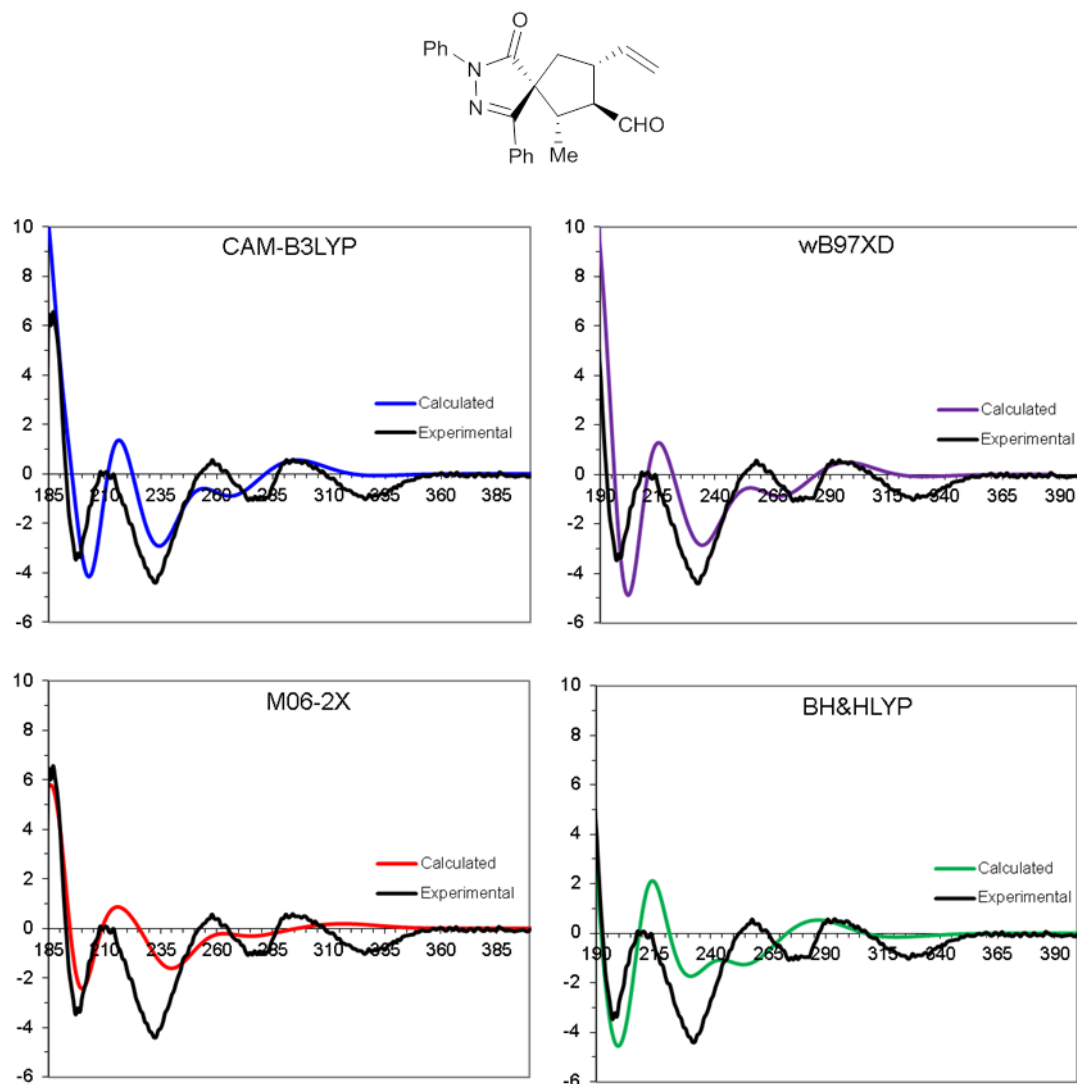 O
Ph
N
N
CHO
Ph
Me
CAM-B3LYP
10
8
6
4
2
0
-2
-4
-6
185 210 235 260 285 310 335 360 385
Calculated
Experimental
wB97XD
10
8
6
4
2
0
-2
-4
-6
190 215 240 265 290 315 340 365 390
Calculated
Experimental
M06-2X
10
8
6
4
2
0
-2
-4
-6
185 210 235 260 285 310 335 360 385
Calculated
Experimental
BH&HLYP
10
8
6
4
2
0
-2
-4
-6
190 215 240 265 290 315 340 365 390
Calculated
Experimental